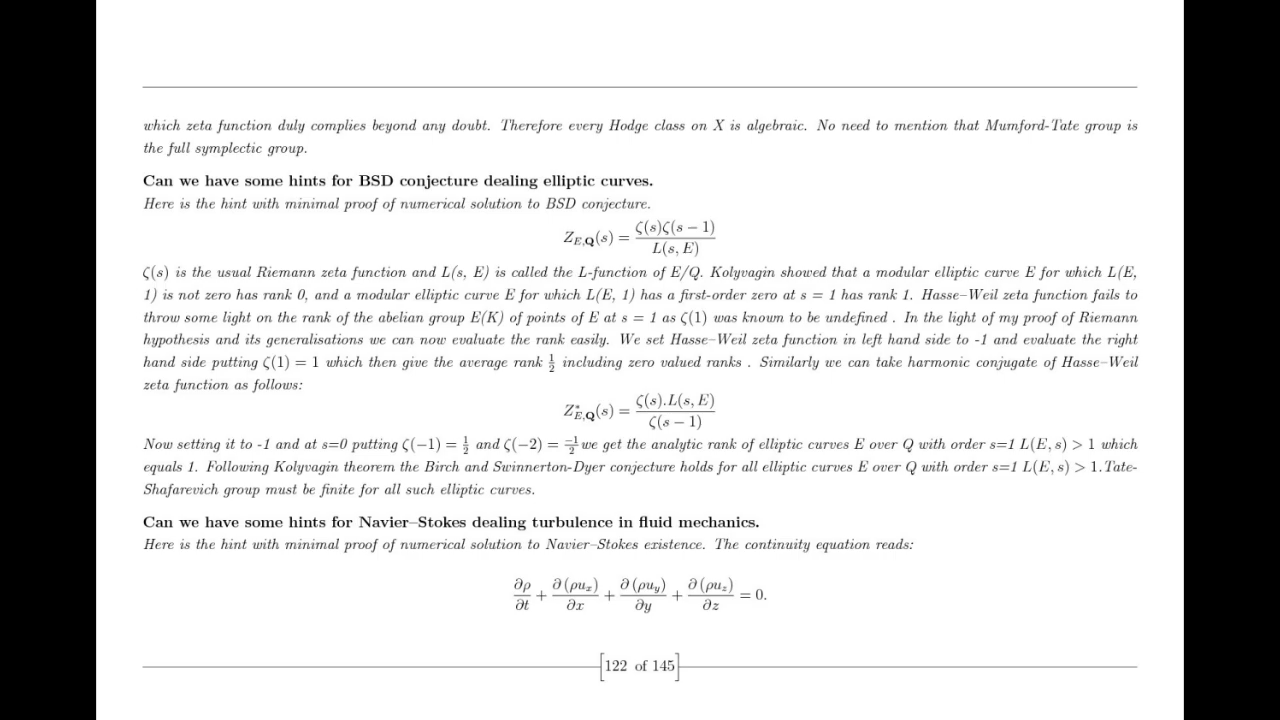 which zeta function duly complies beyond any doubt. Therefore every Hodge class on X is algebraic. No need to mention that Mumford-Tate group is
the full symplectic group.
Can we have some hints for BSD conjecture dealing elliptic curves.
Here is the hint with minimal proof of numerical solution to BSD conjecture.
Z_{E,Q}(s) = \frac{ζ(s)ζ(s − 1)}{L(s, E)}
ζ(s) is the usual Riemann zeta function and L(s, E) is called the L-function of E/Q. Kolyvagin showed that a modular elliptic curve E for which L(E,
1) is not zero has rank 0, and a modular elliptic curve E for which L(E, 1) has a first-order zero at s = 1 has rank 1. Hasse–Weil zeta function fails to
throw some light on the rank of the abelian group E(K) of points of E at s = 1 as ζ(1) was known to be undefined . In the light of my proof of Riemann
hypothesis and its generalisations we can now evaluate the rank easily. We set Hasse–Weil zeta function in left hand side to -1 and evaluate the right
hand side putting ζ(1) = 1 which then give the average rank \frac{1}{2} including zero valued ranks . Similarly we can take harmonic conjugate of Hasse–Weil
zeta function as follows:
Z^*_{E,Q}(s) = \frac{ζ(s).L(s, E)}{ζ(s − 1)}
Now setting it to -1 and at s=0 putting ζ(−1) = \frac{1}{2} and ζ(−2) = \frac{−1}{2} we get the analytic rank of elliptic curves E over Q with order s=1 L(E, s) > 1 which
equals 1. Following Kolyvagin theorem the Birch and Swinnerton-Dyer conjecture holds for all elliptic curves E over Q with order s=1 L(E, s) > 1.Tate-
Shafarevich group must be finite for all such elliptic curves.
Can we have some hints for Navier–Stokes dealing turbulence in fluid mechanics.
Here is the hint with minimal proof of numerical solution to Navier–Stokes existence. The continuity equation reads:
\frac{∂ρ}{∂t} + \frac{∂(ρu_x)}{∂x} + \frac{∂(ρu_y)}{∂y} + \frac{∂(ρu_z)}{∂z} = 0.
[122 of 145]